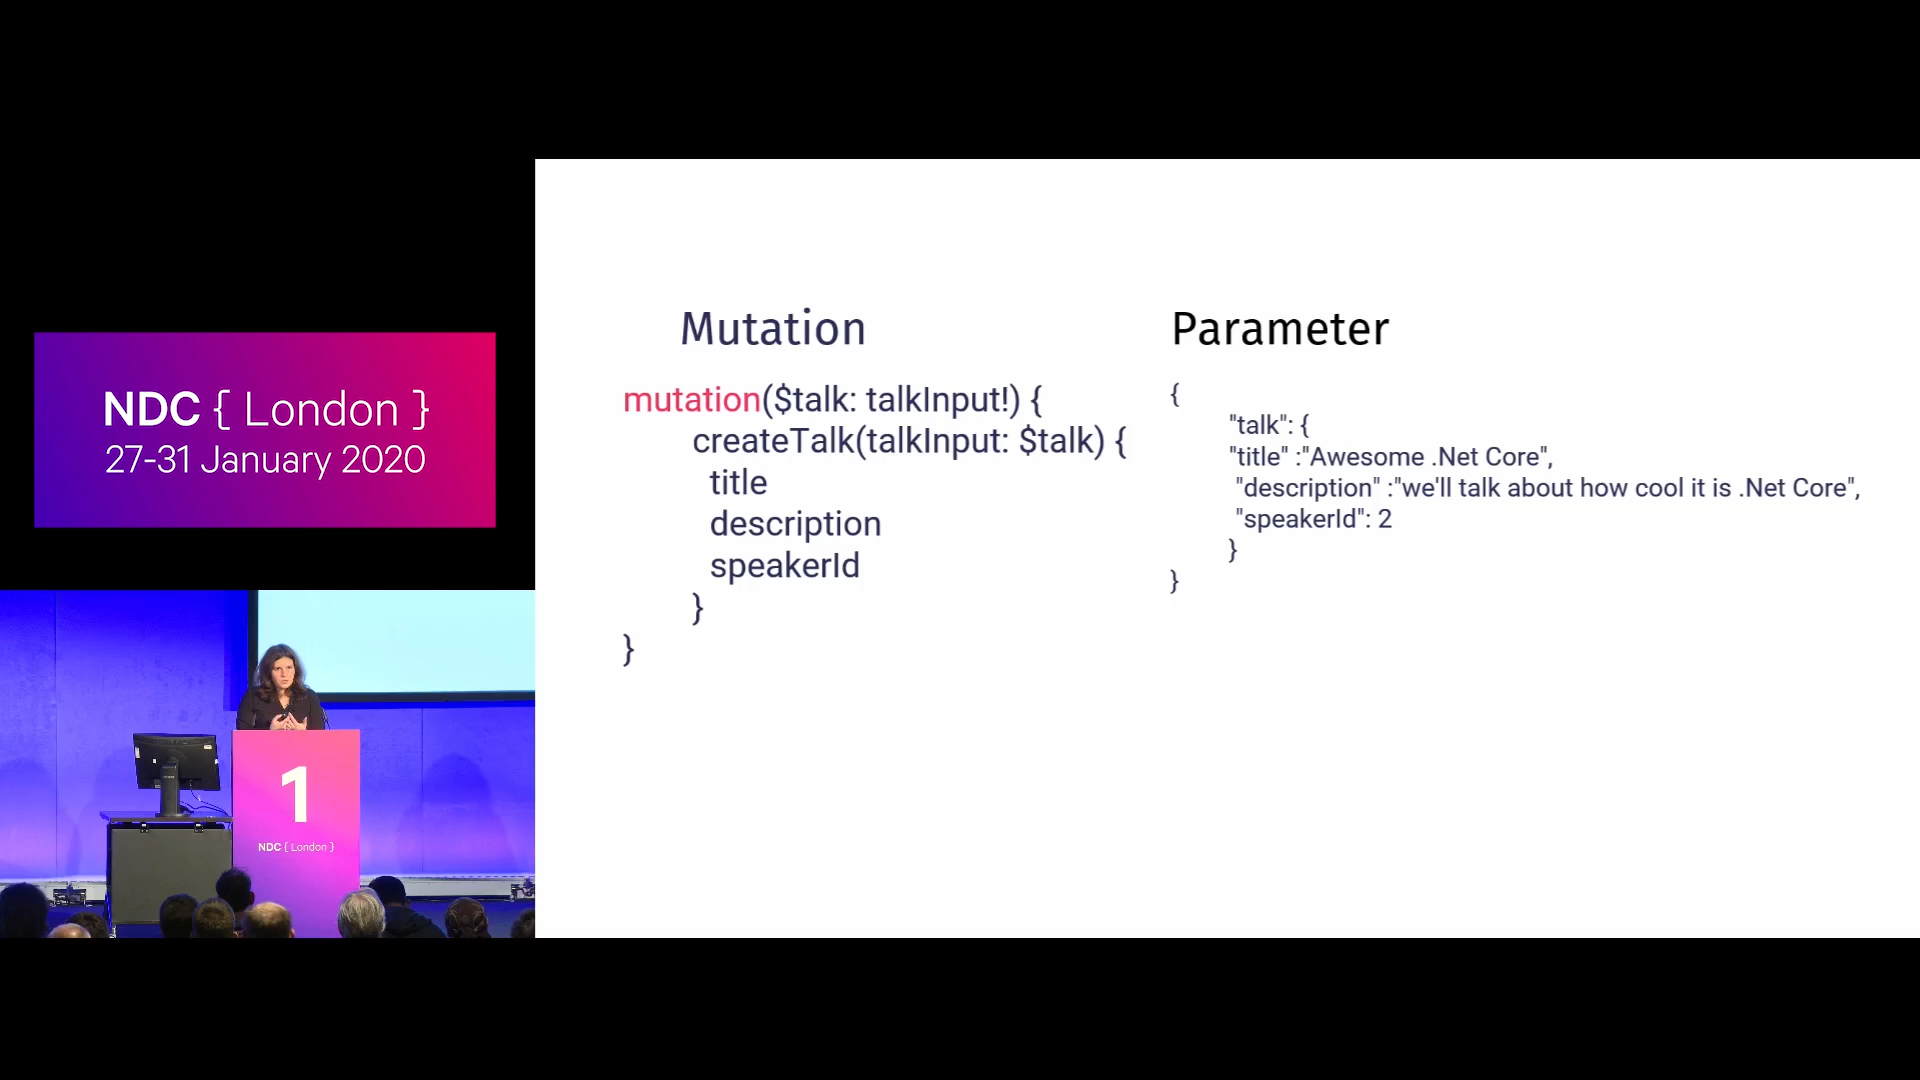 NDC { London }
27-31 January 2020
1
NDC { London }
Mutation
mutation($talk: talkInput!) {
createTalk(talkInput: $talk) {
title
description
speakerId
}
}
Parameter
{
"talk": {
"title" :"Awesome .Net Core",
"description" :"we'll talk about how cool it is .Net Core",
"speakerId": 2
}
}